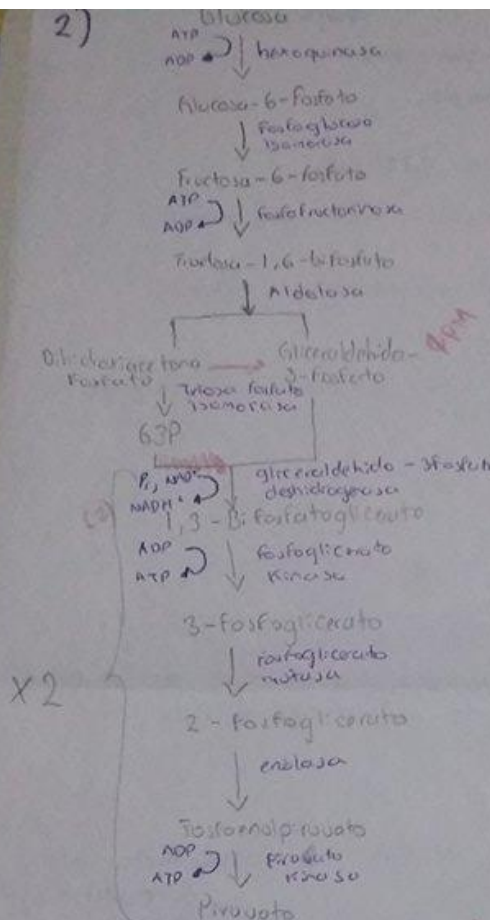 2)
Glucosa
ATP
ADP
hexoquinasa
Glucosa-6-fosfato
fosfoglucosa
isomerasa
Fructosa-6-fosfato
ATP
ADP
fosfofructoninasa
Fructosa-1,6-bifosfato
Aldolasa
Dihidroxiacetona
Fosfato
Gliceraldehido-
3-fosfato
Triosa fosfato
isomerasa
G3P
Pi, NAD+
NADH+
gliceraldehido-3fosfato
deshidrogenasa
1,3-Bifosfatoglicerato
ADP
ATP
fosfoglicerato
Kinasa
3-fosfoglicerato
fosfoglicerato
mutasa
x2
2-fosfoglicerato
enolasa
Fosfoenolpiruvato
ADP
ATP
piruvato
Kinasa
Piruvato